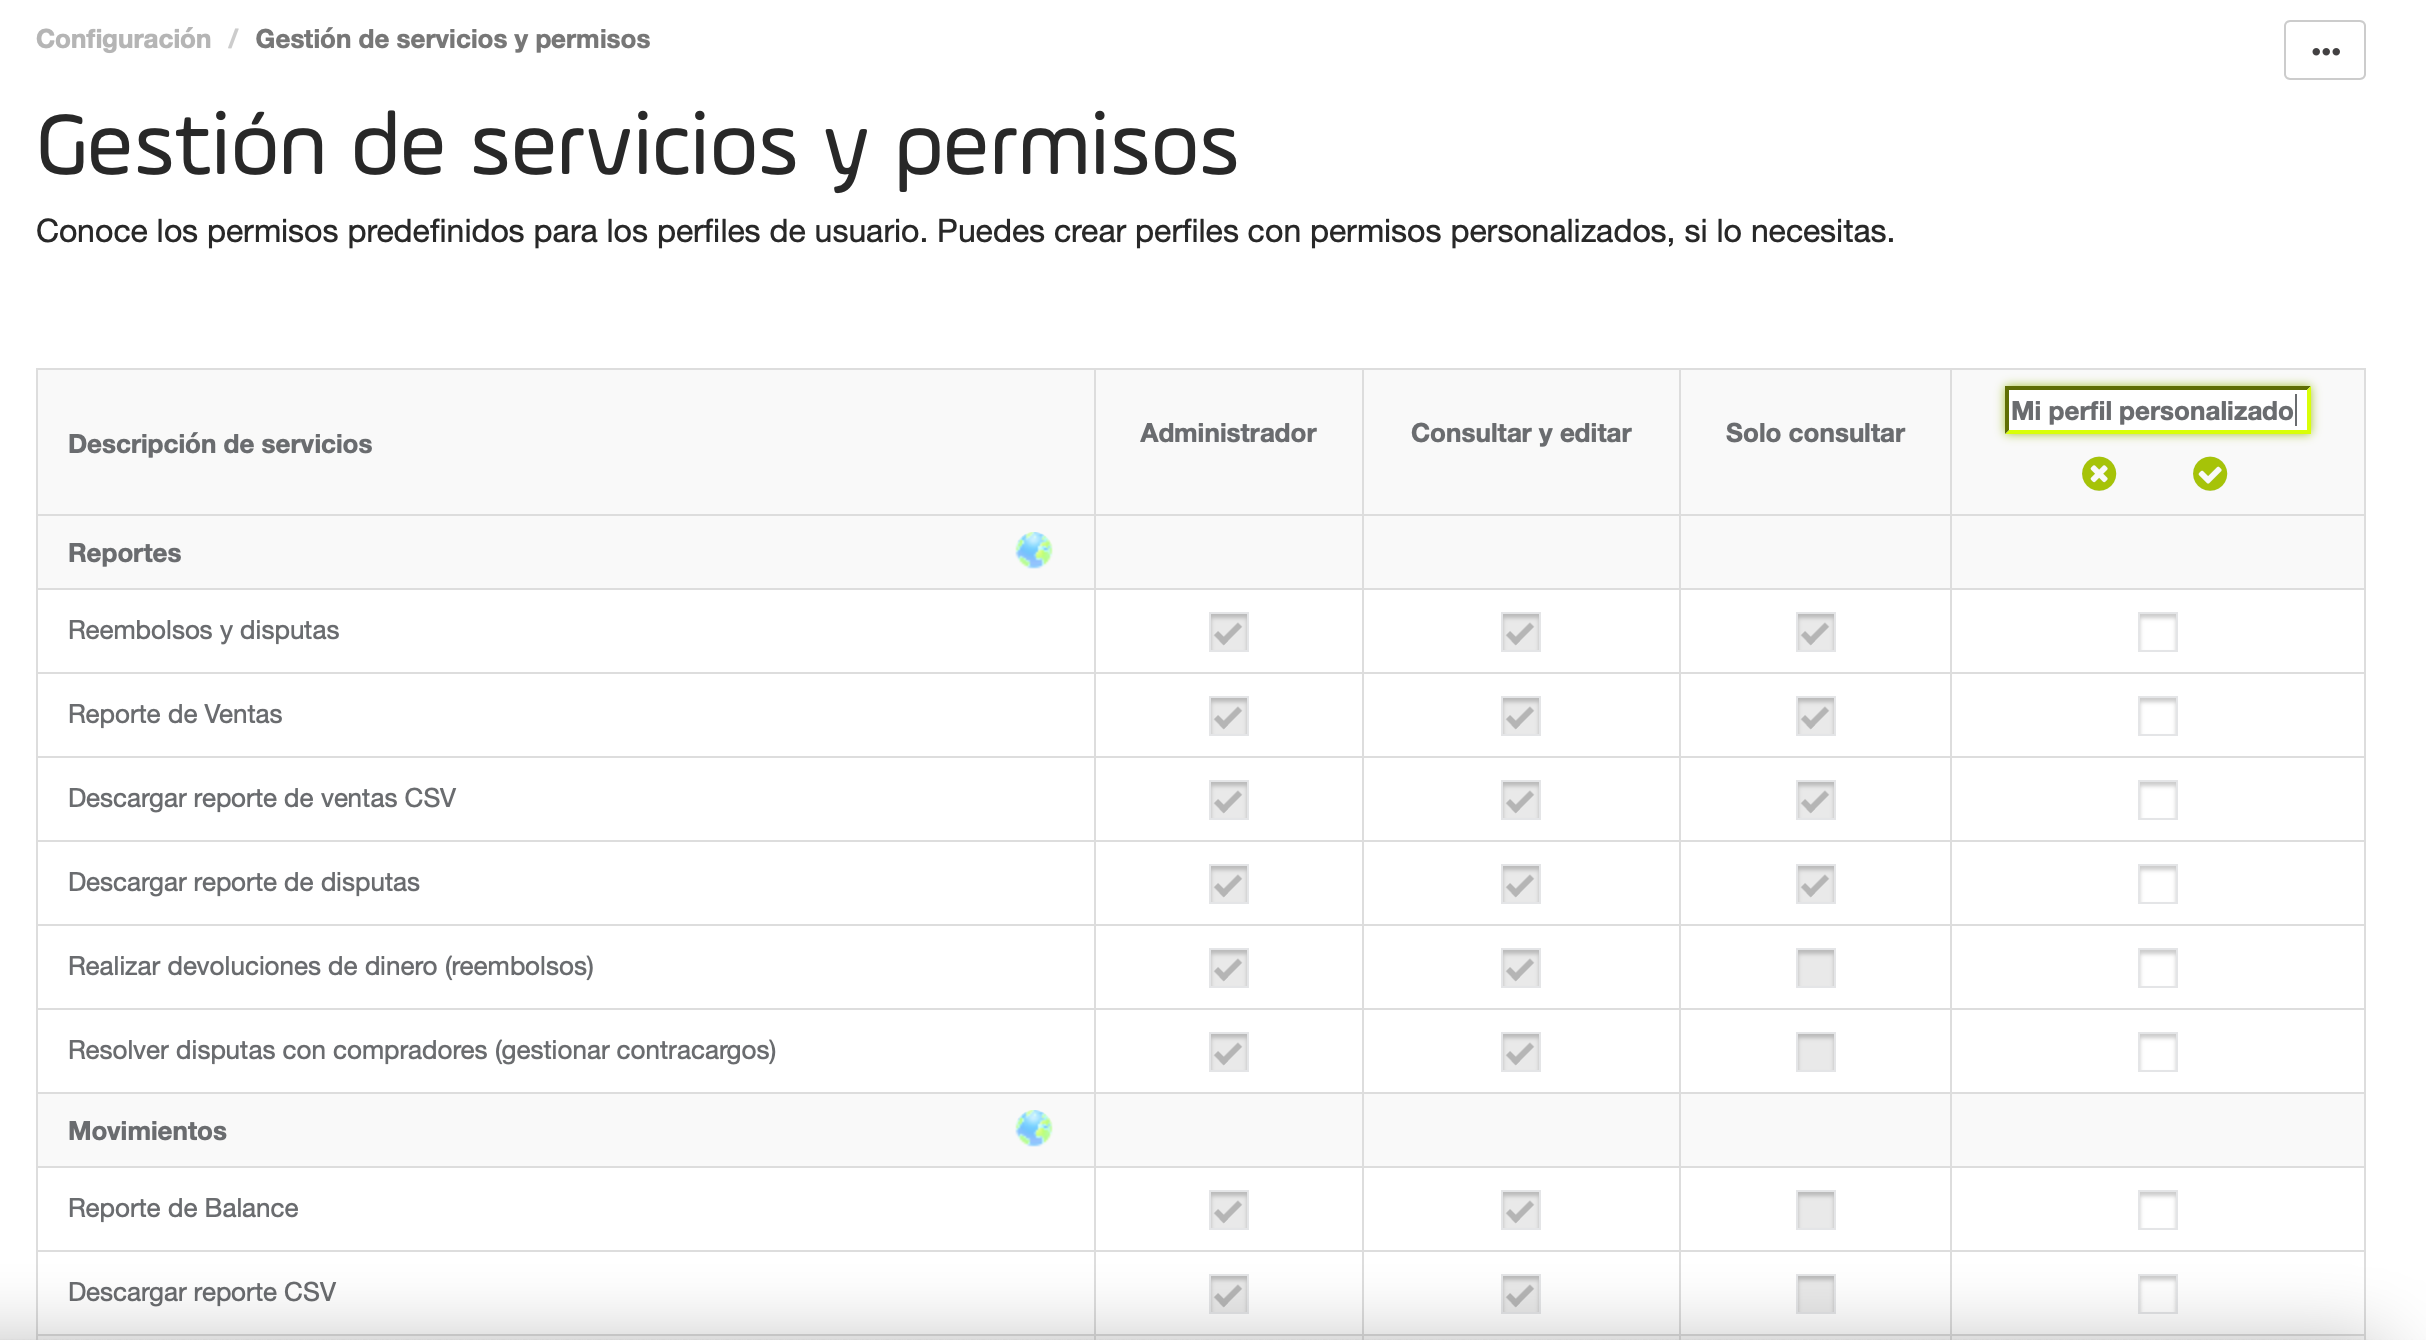 Configuración / Gestión de servicios y permisos
Gestión de servicios y permisos
Conoce los permisos predefinidos para los perfiles de usuario. Puedes crear perfiles con permisos personalizados, si lo necesitas.
Descripción de servicios
Administrador
Consultar y editar
Solo consultar
Mi perfil personalizado
Reportes
Reembolsos y disputas
Reporte de Ventas
Descargar reporte de ventas CSV
Descargar reporte de disputas
Realizar devoluciones de dinero (reembolsos)
Resolver disputas con compradores (gestionar contracargos)
Movimientos
Reporte de Balance
Descargar reporte CSV